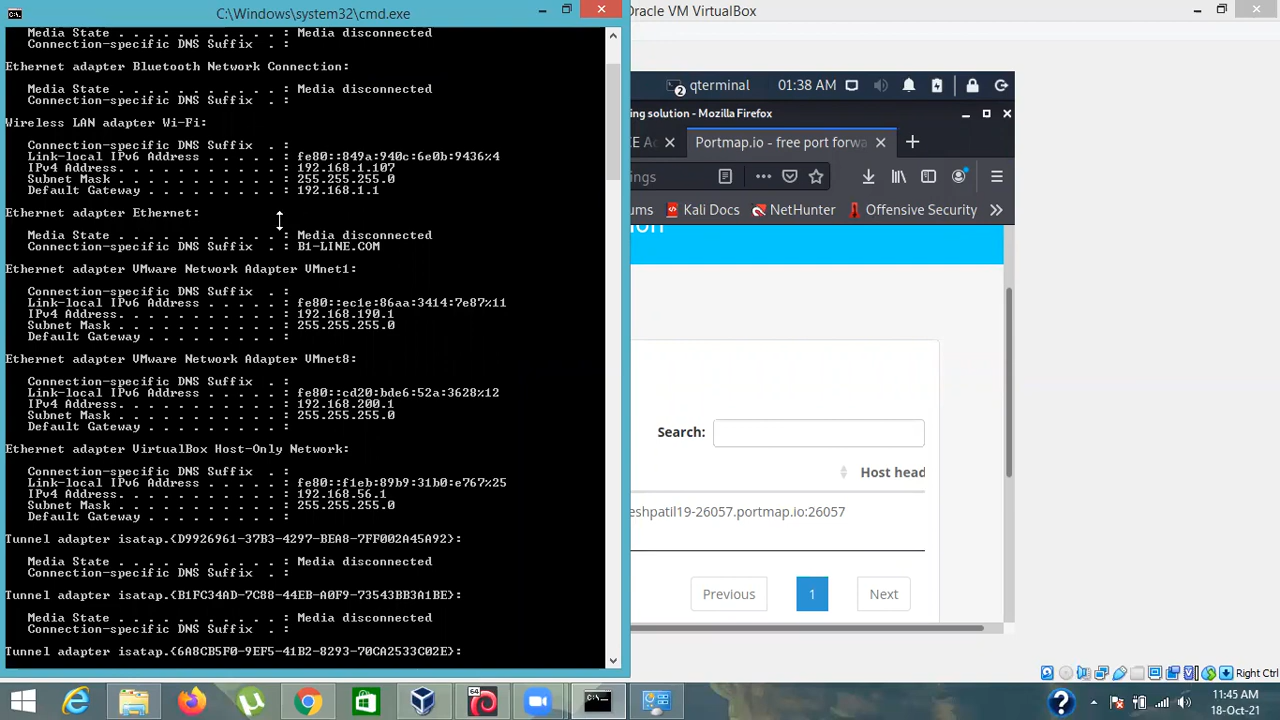 C:\Windows\system32\cmd.exe
Oracle VM VirtualBox
Media State . . . . . . . . . . . : Media disconnected
Connection-specific DNS Suffix  . :
Ethernet adapter Bluetooth Network Connection:
Media State . . . . . . . . . . . : Media disconnected
Connection-specific DNS Suffix  . :
Wireless LAN adapter Wi-Fi:
Connection-specific DNS Suffix  . :
Link-local IPv6 Address . . . . . : fe80::849a:940c:6e0b:9436%4
IPv4 Address. . . . . . . . . . . : 192.168.1.107
Subnet Mask . . . . . . . . . . . : 255.255.255.0
Default Gateway . . . . . . . . . : 192.168.1.1
Ethernet adapter Ethernet:
Media State . . . . . . . . . . . : Media disconnected
Connection-specific DNS Suffix  . : B1-LINE.COM
Ethernet adapter VMware Network Adapter VMnet1:
Connection-specific DNS Suffix  . :
Link-local IPv6 Address . . . . . : fe80::ec1e:86aa:3414:7e87%11
IPv4 Address. . . . . . . . . . . : 192.168.190.1
Subnet Mask . . . . . . . . . . . : 255.255.255.0
Default Gateway . . . . . . . . . :
Ethernet adapter VMware Network Adapter VMnet8:
Connection-specific DNS Suffix  . :
Link-local IPv6 Address . . . . . : fe80::cd20:bde6:52a:3628%12
IPv4 Address. . . . . . . . . . . : 192.168.200.1
Subnet Mask . . . . . . . . . . . : 255.255.255.0
Default Gateway . . . . . . . . . :
Ethernet adapter VirtualBox Host-Only Network:
Connection-specific DNS Suffix  . :
Link-local IPv6 Address . . . . . : fe80::f1eb:89b9:31b0:e767%25
IPv4 Address. . . . . . . . . . . : 192.168.56.1
Subnet Mask . . . . . . . . . . . : 255.255.255.0
Default Gateway . . . . . . . . . :
Tunnel adapter isatap.{D9926961-37B3-4297-BEA8-7FF002A45A92}:
Media State . . . . . . . . . . . : Media disconnected
Connection-specific DNS Suffix  . :
Tunnel adapter isatap.{B1FC34AD-7C88-44EB-A0F9-73543BB3A1BE}:
Media State . . . . . . . . . . . : Media disconnected
Connection-specific DNS Suffix  . :
Tunnel adapter isatap.{6A8CB5F0-9EF5-41B2-8293-70CA2533C02E}:
2 qterminal 01:38 AM
ing solution - Mozilla Firefox
E Ac Portmap.io - free port forwa
ngs
ums Kali Docs NetHunter Offensive Security
Search:
Host head
eshpatil19-26057.portmap.io:26057
Previous 1 Next
Right Ctrl
64
11:45 AM
18-Oct-21